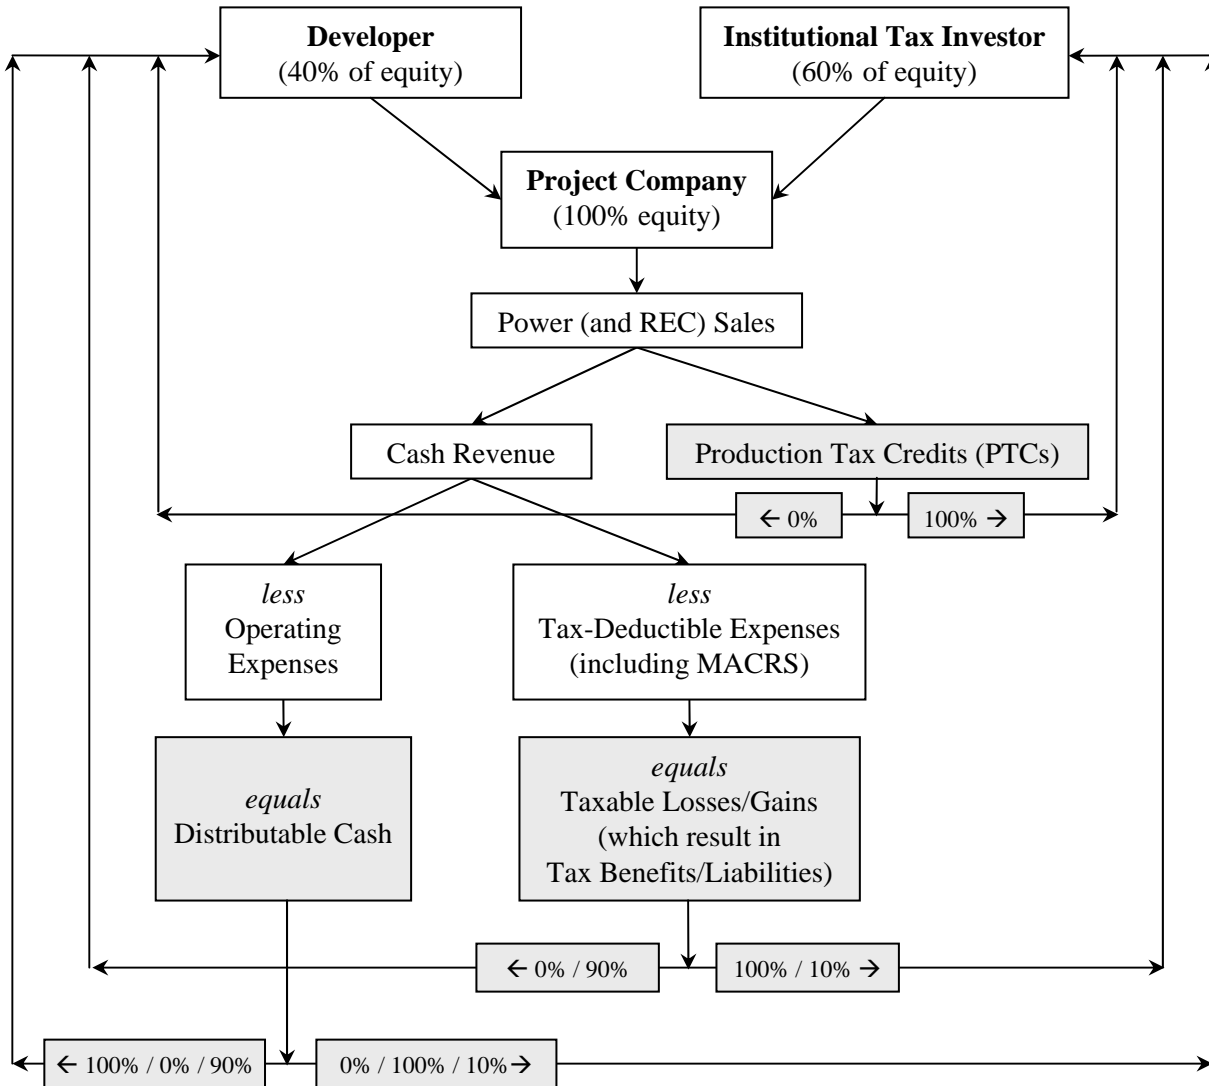 Developer
(40% of equity)
Institutional Tax Investor
(60% of equity)
Project Company
(100% equity)
Power (and REC) Sales
Cash Revenue
Production Tax Credits (PTCs)
← 0%
100% →
less
Operating
Expenses
less
Tax-Deductible Expenses
(including MACRS)
equals
Distributable Cash
equals
Taxable Losses/Gains
(which result in
Tax Benefits/Liabilities)
← 0% / 90%
100% / 10% →
← 100% / 0% / 90%
0% / 100% / 10% →